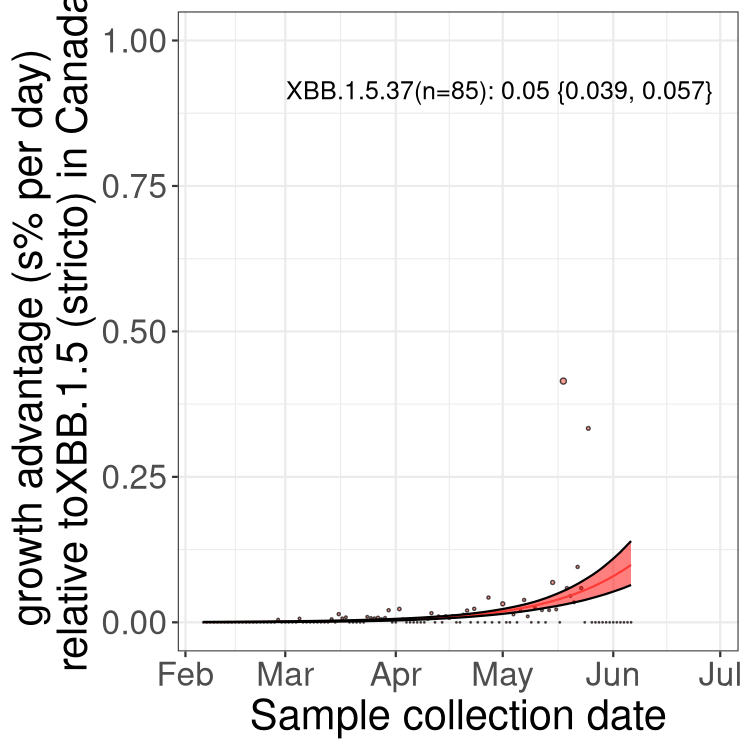 growth advantage (s% per day)
relative toXBB.1.5 (stricto) in Canada
1.00
XBB.1.5.37(n=85): 0.05 {0.039, 0.057}
0.75
0.50
0.25
0.00
Feb Mar Apr May Jun Jul
Sample collection date